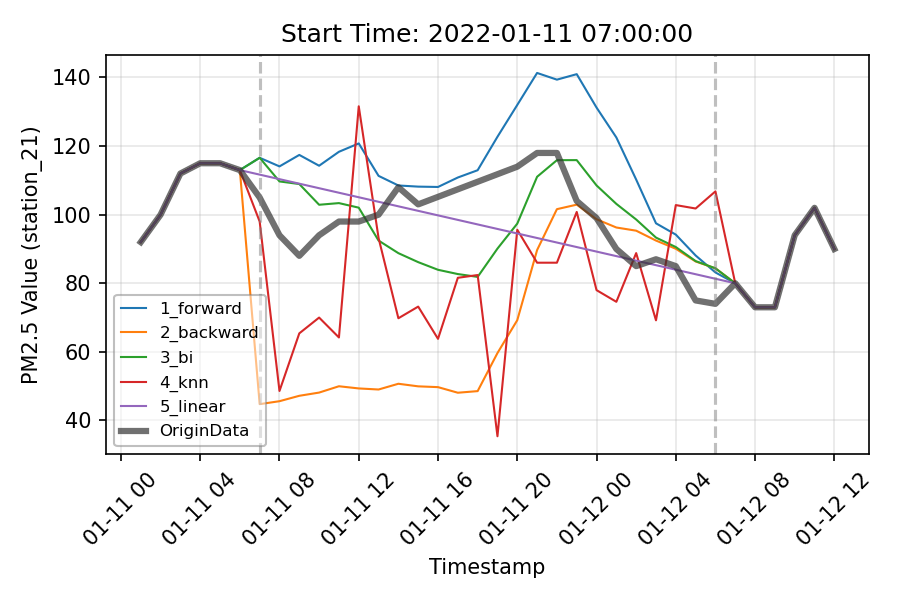 Start Time: 2022-01-11 07:00:00
PM2.5 Value (station_21)
140
120
100
80
60
40
1_forward
2_backward
3_bi
4_knn
5_linear
OriginData
01-11 00
01-11 04
01-11 08
01-11 12
01-11 16
01-11 20
01-12 00
01-12 04
01-12 08
01-12 12
Timestamp